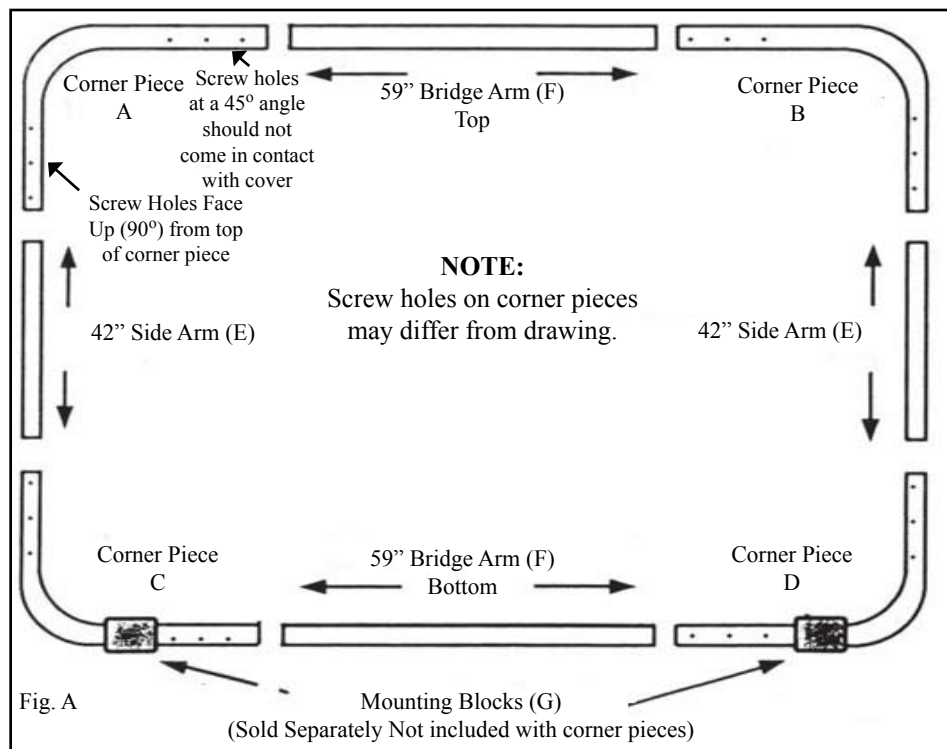 Corner Piece
A
Screw holes
at a 45° angle
should not
come in contact
with cover
59” Bridge Arm (F)
Top
Corner Piece
B
Screw Holes Face
Up (90°) from top
of corner piece
NOTE:
Screw holes on corner pieces
may differ from drawing.
42” Side Arm (E)
42” Side Arm (E)
Corner Piece
C
59” Bridge Arm (F)
Bottom
Corner Piece
D
Fig. A
Mounting Blocks (G)
(Sold Separately Not included with corner pieces)